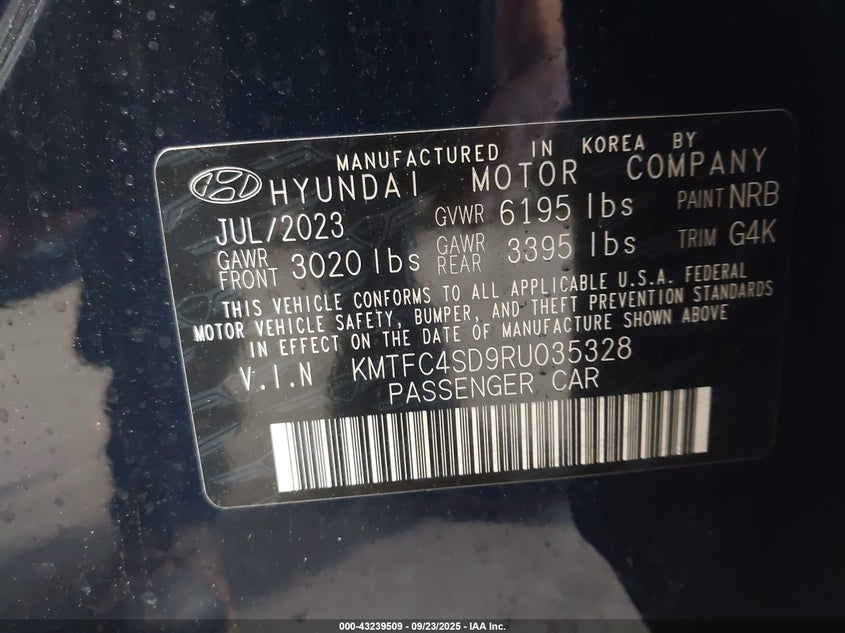 MANUFACTURED IN KOREA BY
HYUNDAI MOTOR COMPANY
JUL/2023 GVWR 6195 lbs PAINT NRB
GAWR FRONT 3020 lbs GAWR REAR 3395 lbs TRIM G4K
THIS VEHICLE CONFORMS TO ALL APPLICABLE U.S.A. FEDERAL
MOTOR VEHICLE SAFETY, BUMPER, AND THEFT PREVENTION STANDARDS
IN EFFECT ON THE DATE OF MANUFACTURE SHOWN ABOVE
V.I.N KMTFC4SD9RU035328
PASSENGER CAR
000-43239509 - 09/23/2025 - IAA Inc.